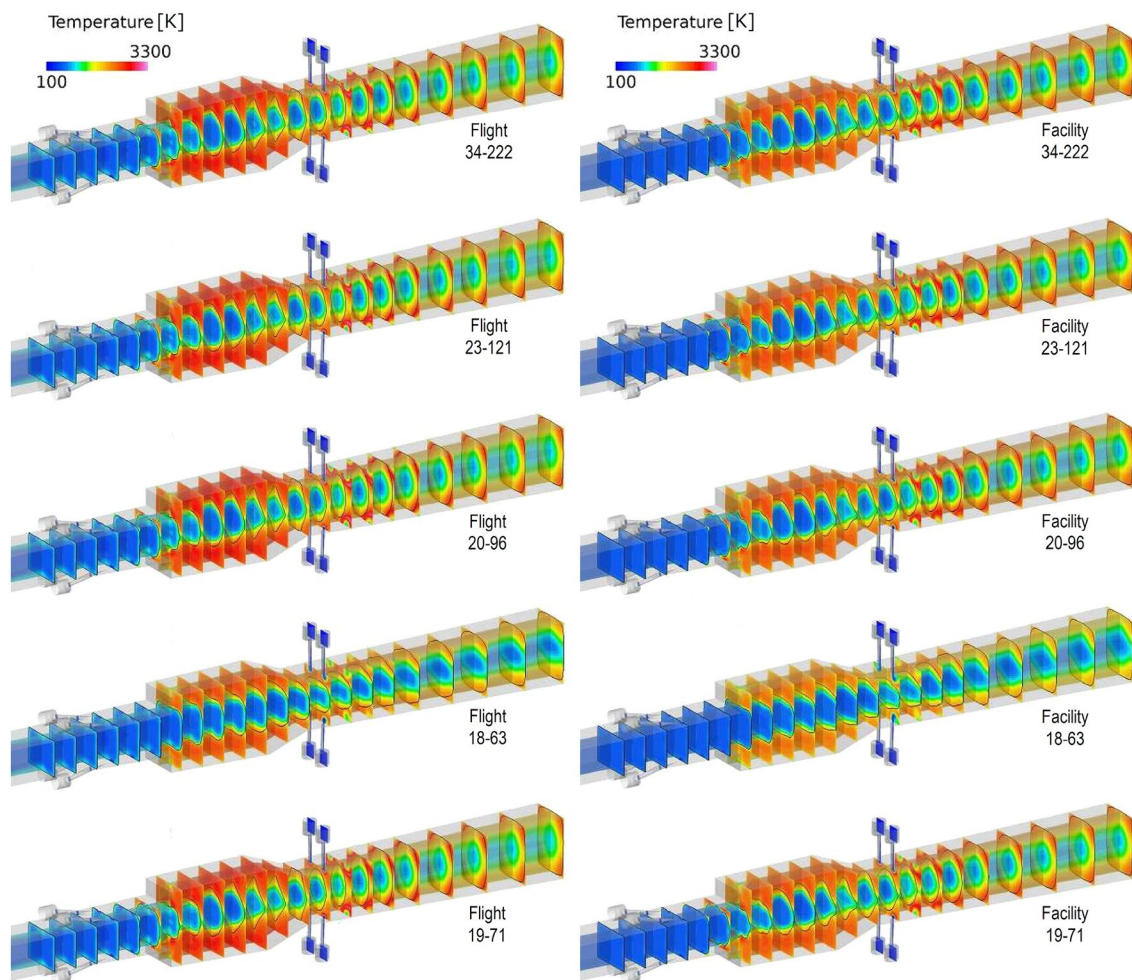 Temperature [K]
3300
100
Flight
34-222
Temperature [K]
3300
100
Facility
34-222
Flight
23-121
Facility
23-121
Flight
20-96
Facility
20-96
Flight
18-63
Facility
18-63
Flight
19-71
Facility
19-71